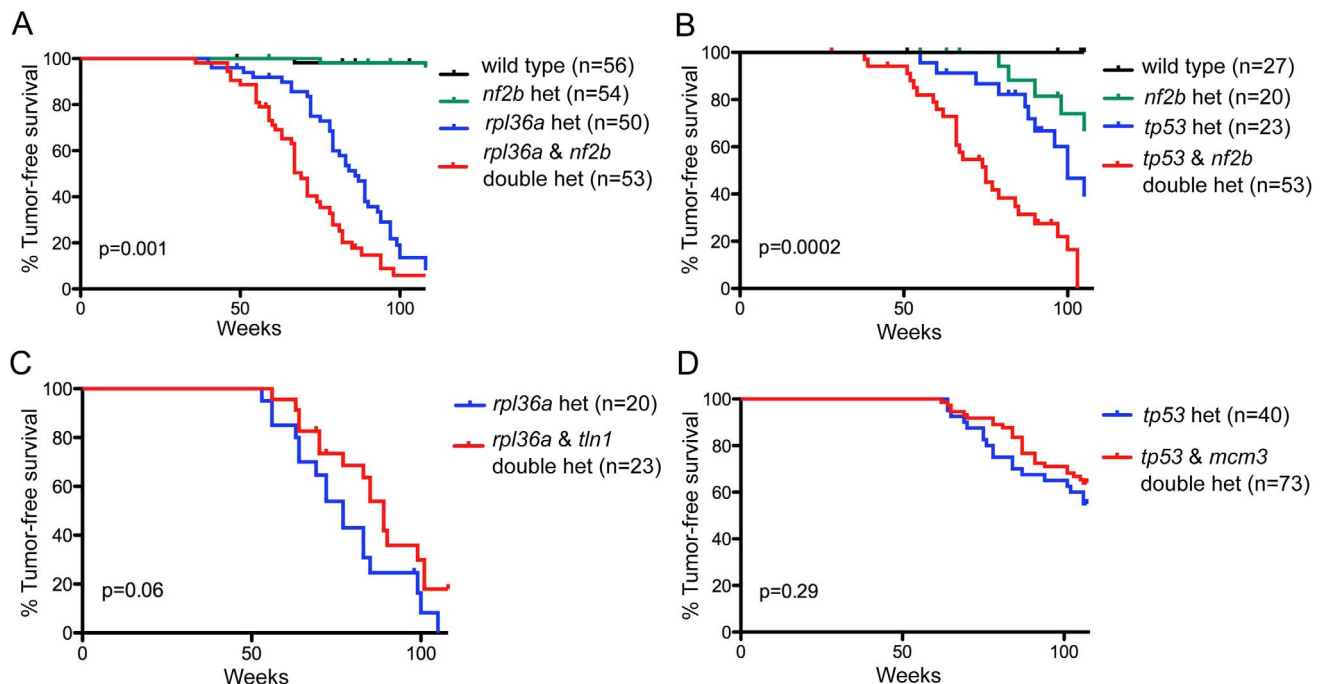 A
% Tumor-free survival
100
80
60
40
20
0
0
50
100
Weeks
p=0.001
wild type (n=56)
nf2b het (n=54)
rpl36a het (n=50)
rpl36a & nf2b
double het (n=53)
B
% Tumor-free survival
100
80
60
40
20
0
0
50
100
Weeks
p=0.0002
wild type (n=27)
nf2b het (n=20)
tp53 het (n=23)
tp53 & nf2b
double het (n=53)
C
% Tumor-free survival
100
80
60
40
20
0
0
50
100
Weeks
p=0.06
rpl36a het (n=20)
rpl36a & tln1
double het (n=23)
D
% Tumor-free survival
100
80
60
40
20
0
0
50
100
Weeks
p=0.29
tp53 het (n=40)
tp53 & mcm3
double het (n=73)